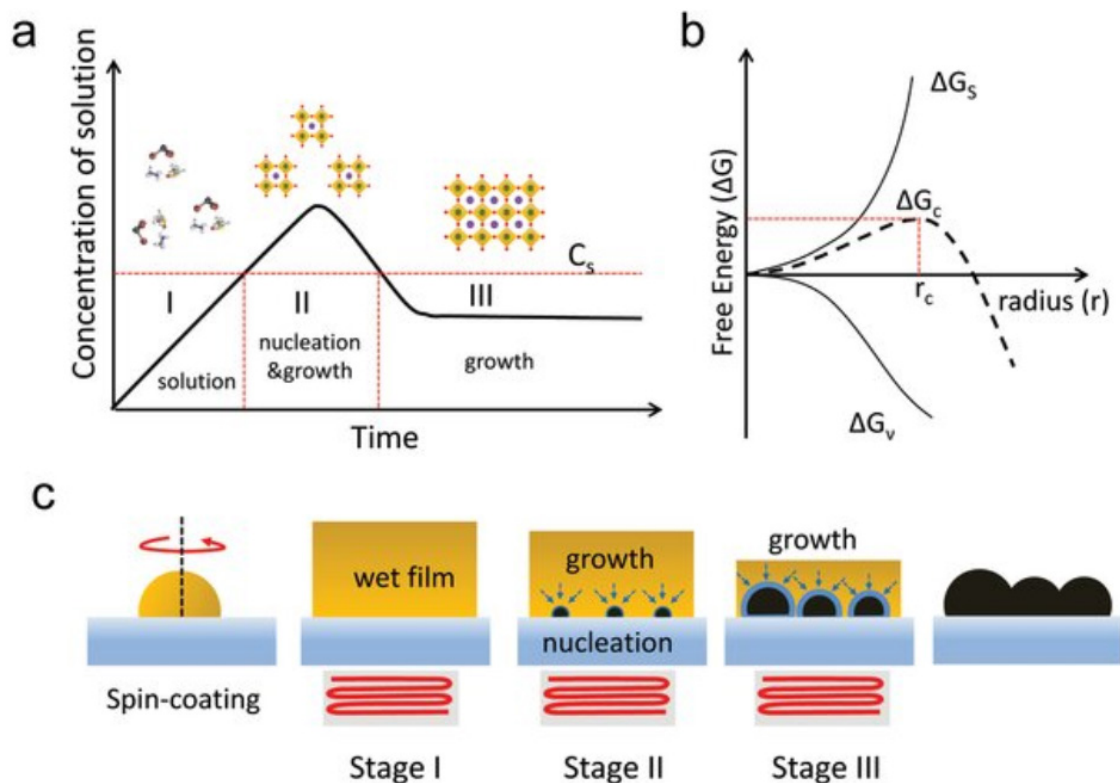 a
Concentration of solution
I
II
III
Cs
solution
nucleation
&growth
growth
Time
b
Free Energy (ΔG)
ΔGS
ΔGc
rc
radius (r)
ΔGv
c
wet film
growth
growth
nucleation
Spin-coating
Stage I
Stage II
Stage III